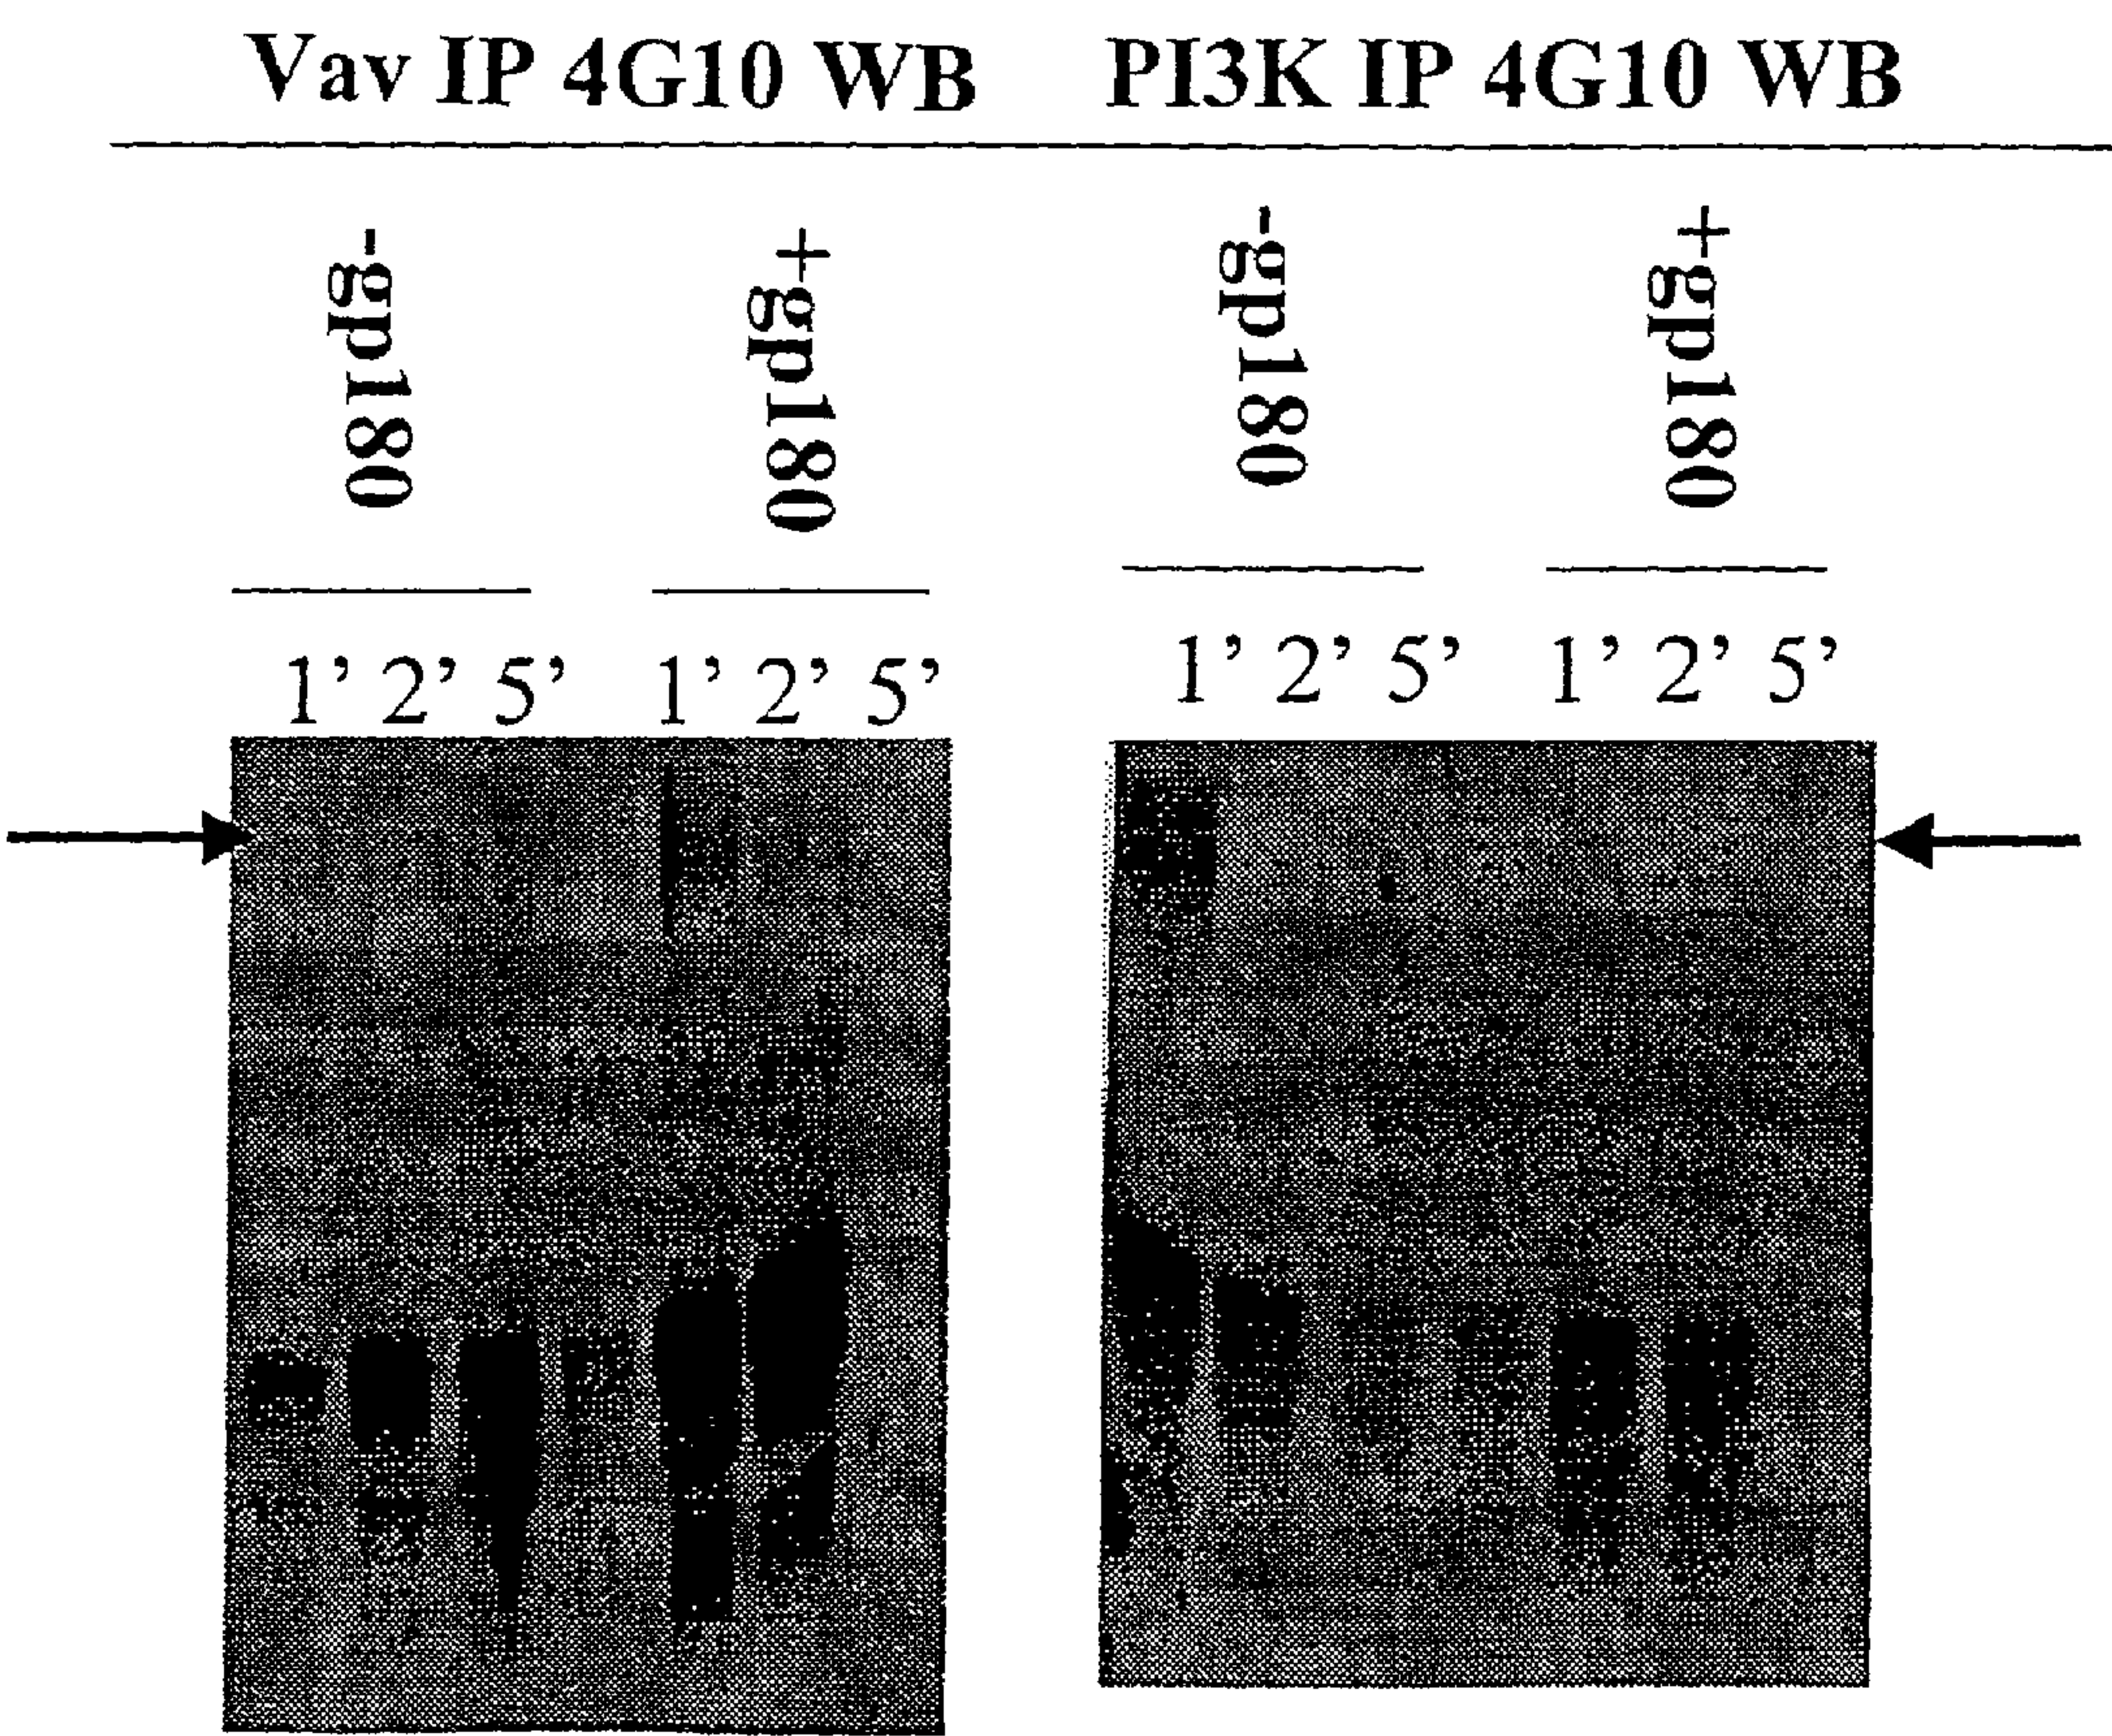 Vav IP 4G10 WB PI3K IP 4G10 WB
-gp180 +gp180 -gp180 +gp180
1’ 2’ 5’ 1’ 2’ 5’ 1’ 2’ 5’ 1’ 2’ 5’